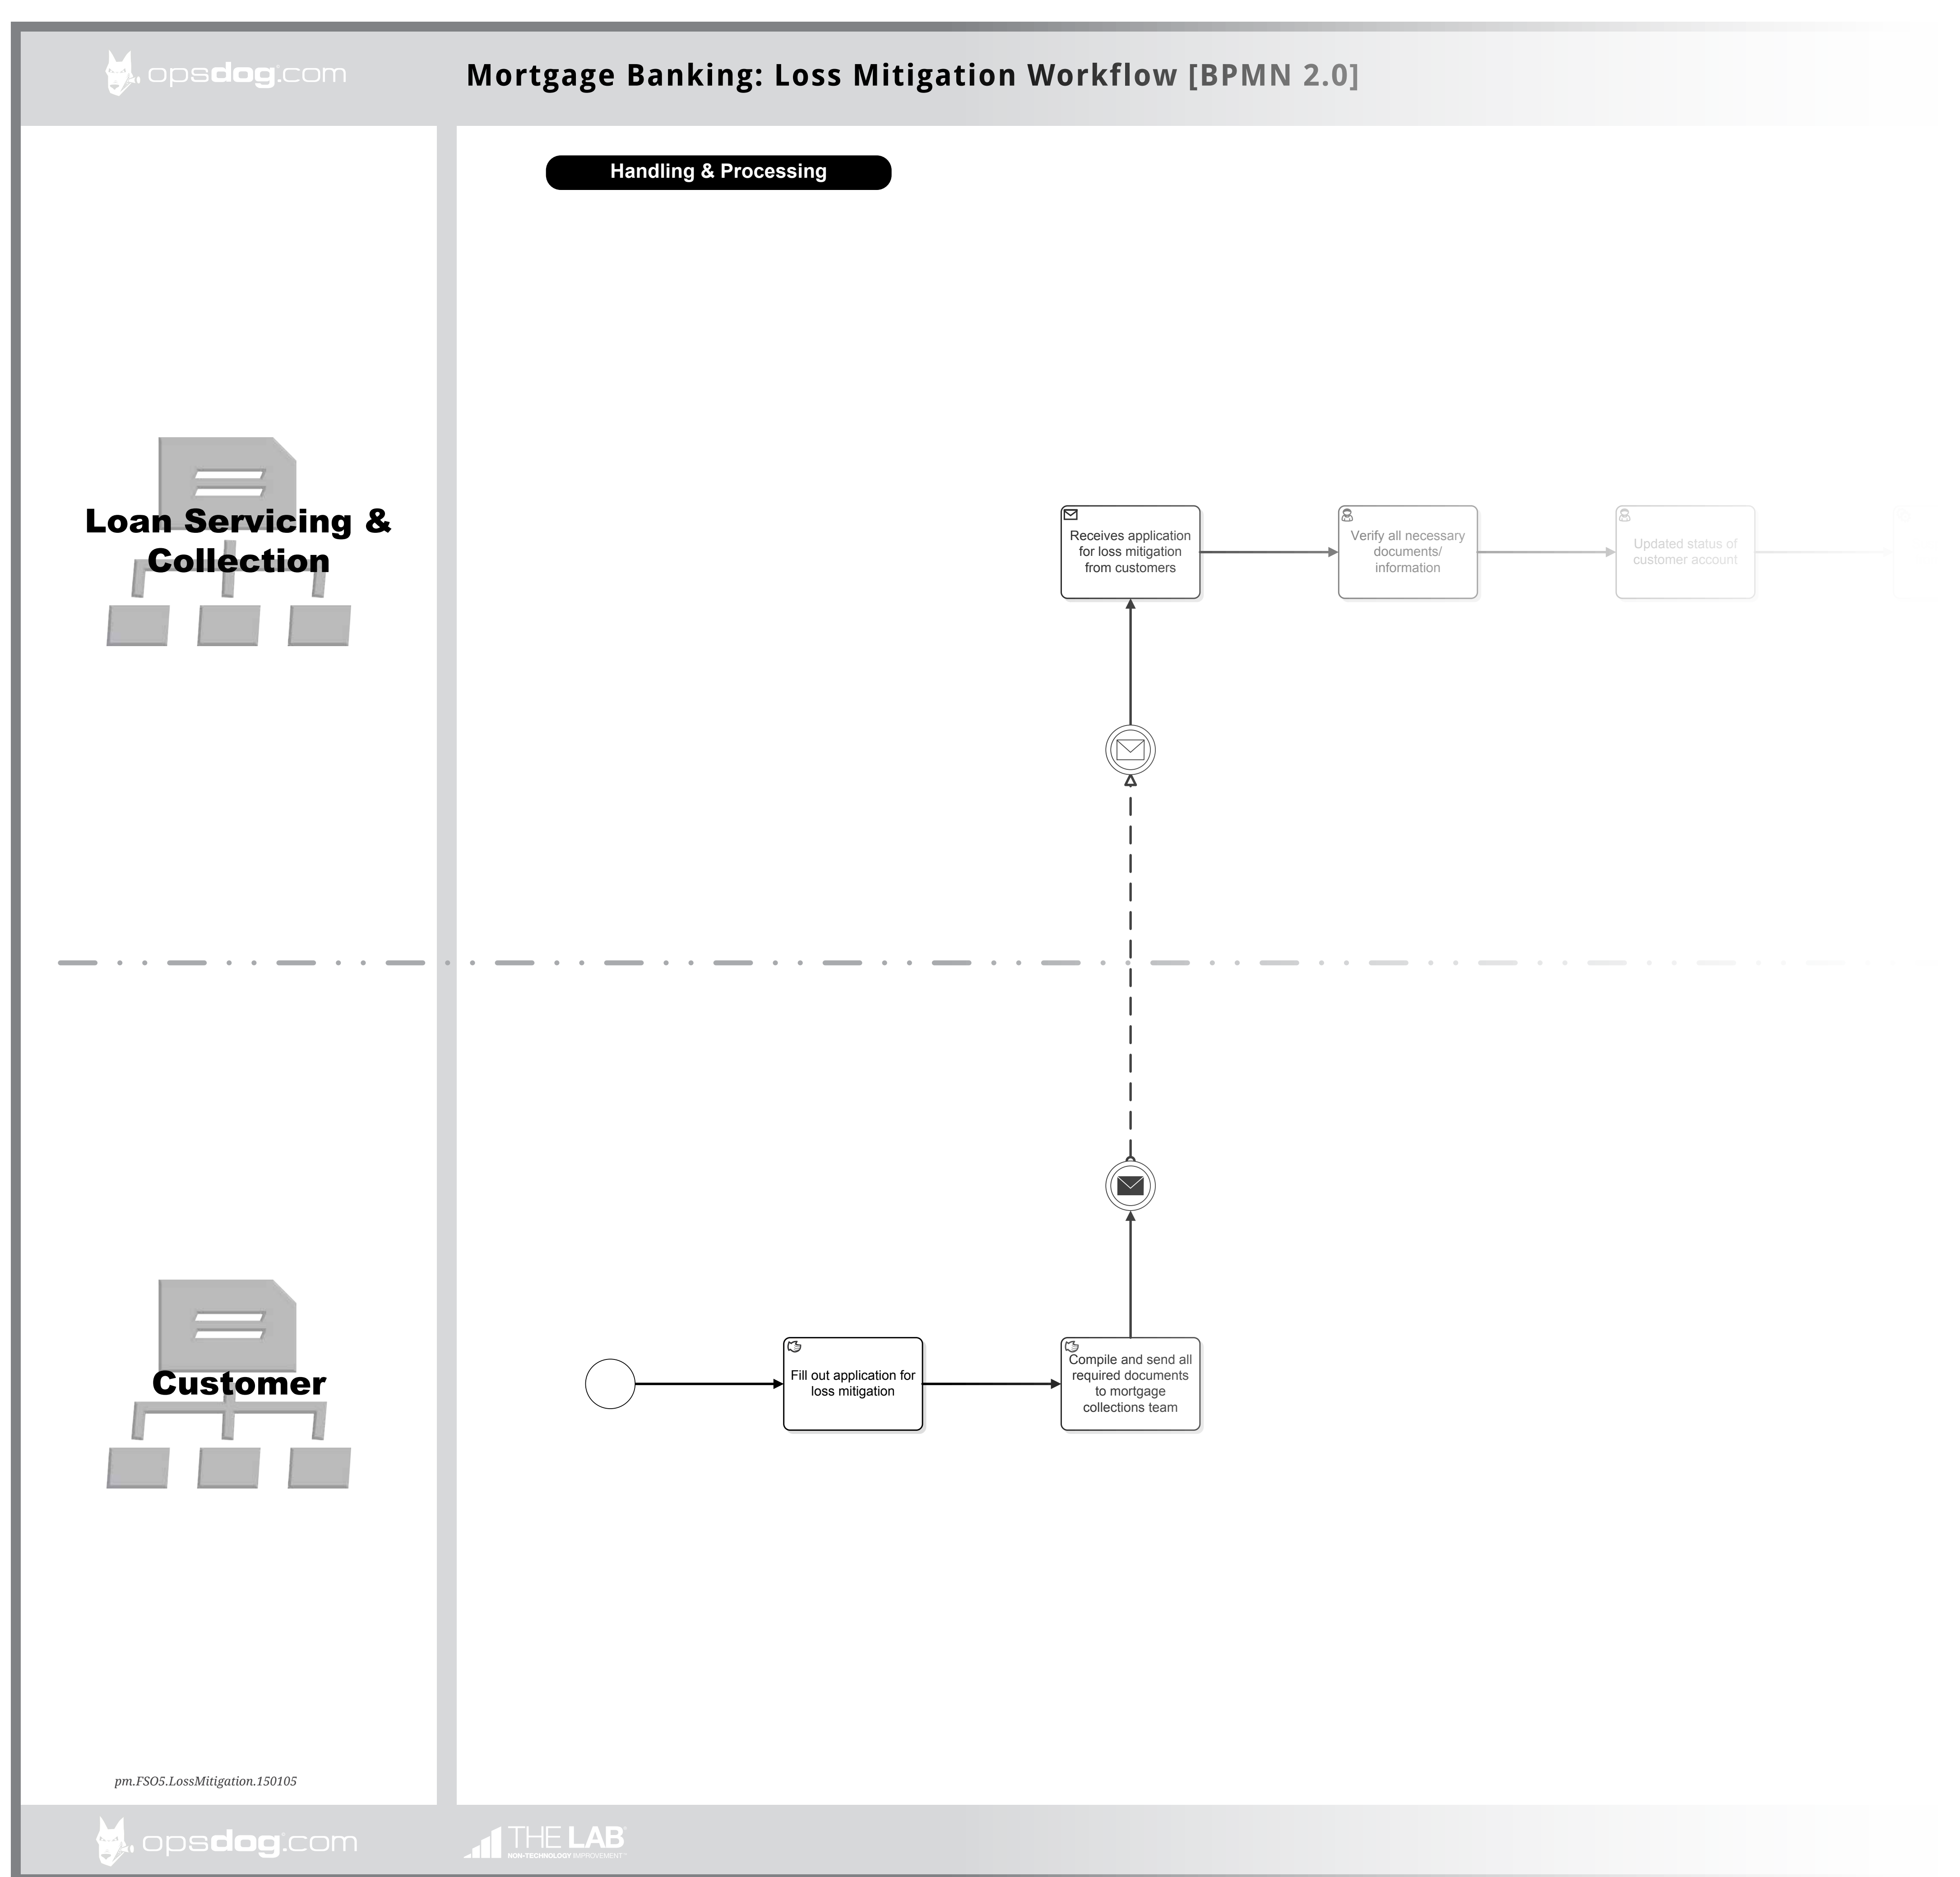 opsdog.com
Mortgage Banking: Loss Mitigation Workflow [BPMN 2.0]
Handling & Processing
Loan Servicing &
Collection
Receives application
for loss mitigation
from customers
Verify all necessary
documents/
information
Updated status of
customer account
Customer
Fill out application for
loss mitigation
Compile and send all
required documents
to mortgage
collections team
pm.FSO5.LossMitigation.150105
opsdog.com
THE LAB
NON-TECHNOLOGY IMPROVEMENT™